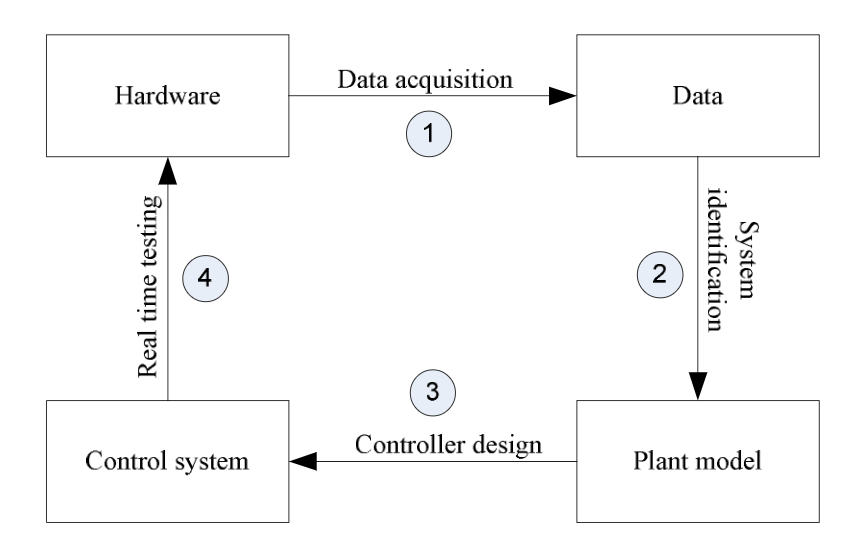 Hardware
Data acquisition
1
Data
System
identification
2
Plant model
3
Controller design
Control system
Real time testing
4